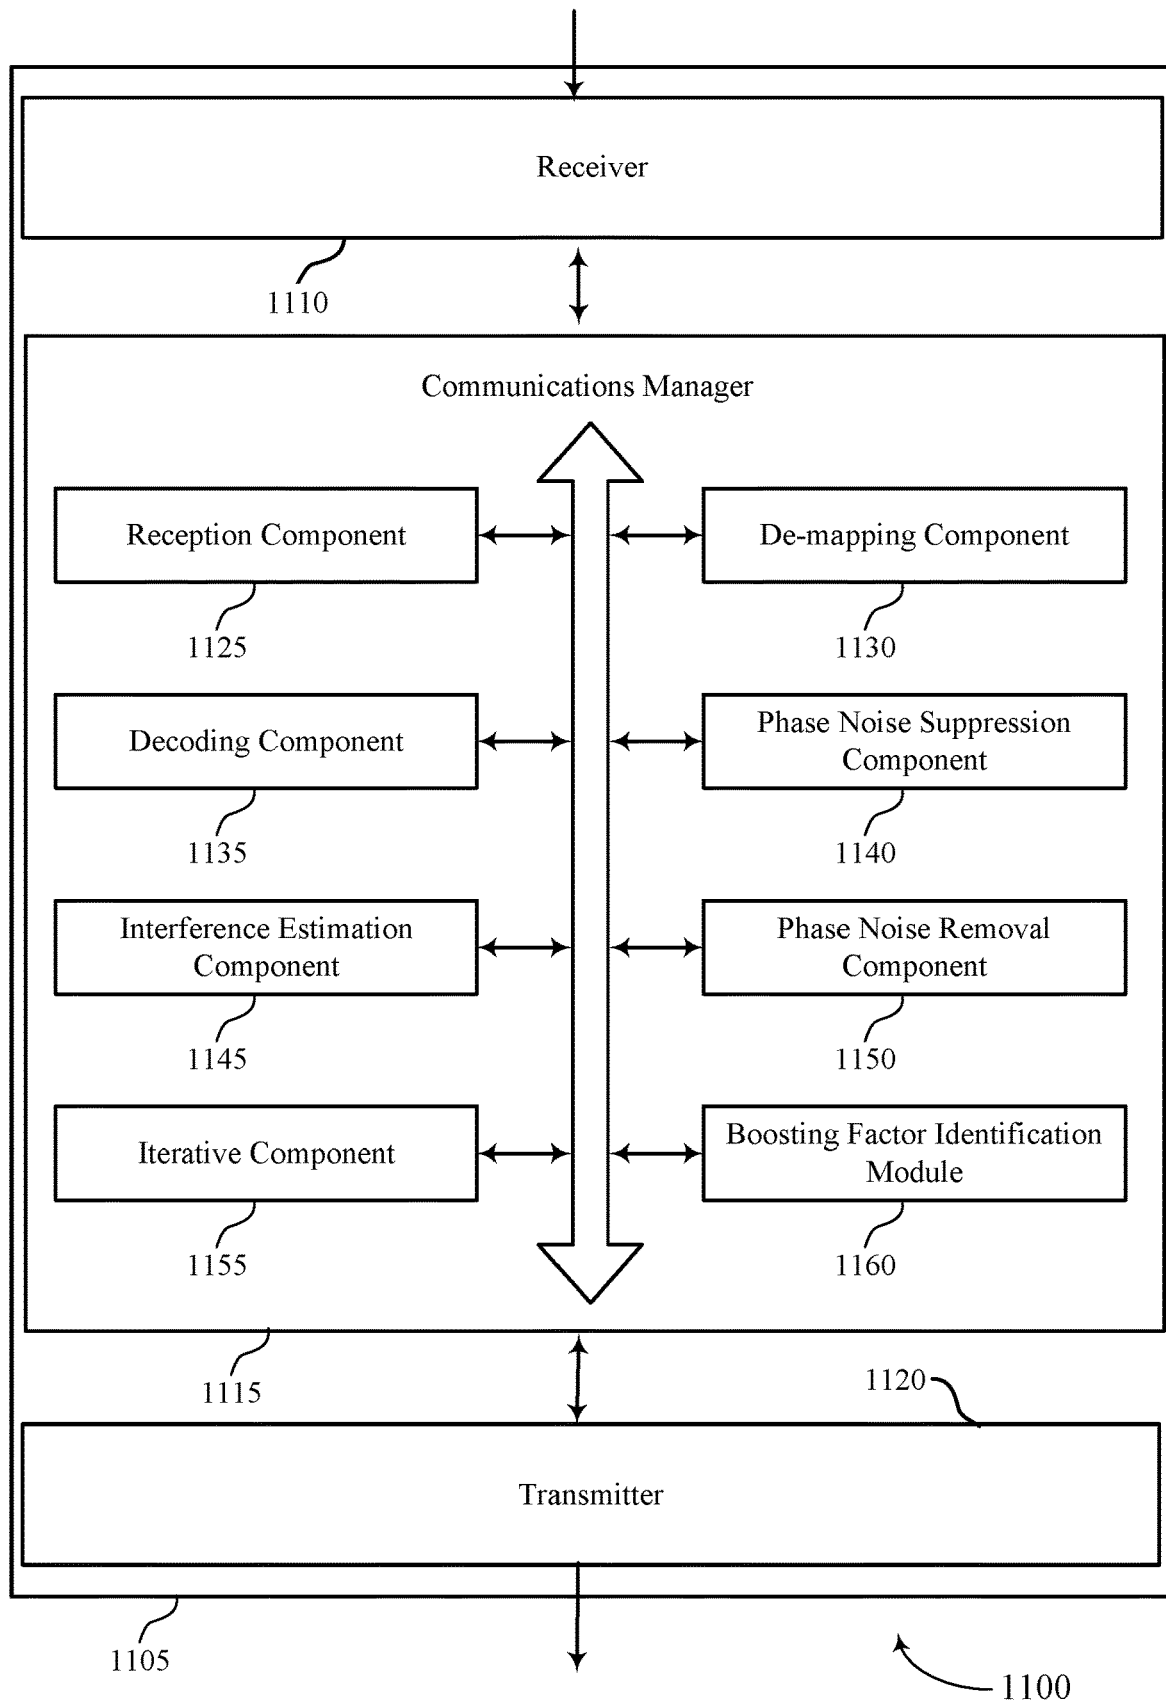 Receiver
1110
Communications Manager
Reception Component
De-mapping Component
1125
1130
Decoding Component
Phase Noise Suppression
Component
1135
1140
Interference Estimation
Component
Phase Noise Removal
Component
1145
1150
Iterative Component
Boosting Factor Identification
Module
1155
1160
1115
1120
Transmitter
1105
1100